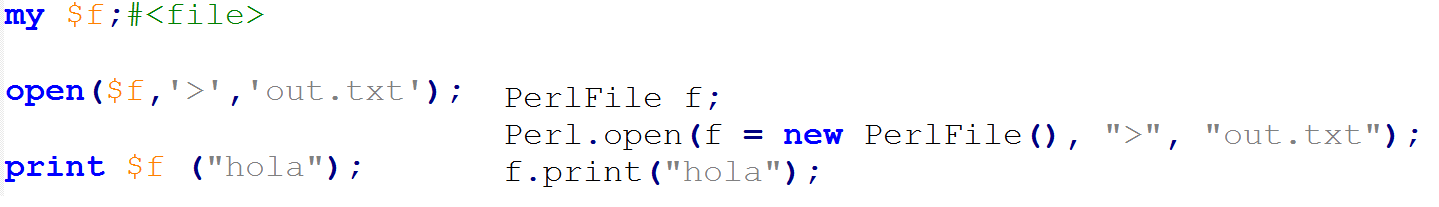 my $f;#<file>
open($f,'>','out.txt');
print $f ("hola");
PerlFile f;
Perl.open(f = new PerlFile(), ">", "out.txt");
f.print("hola");